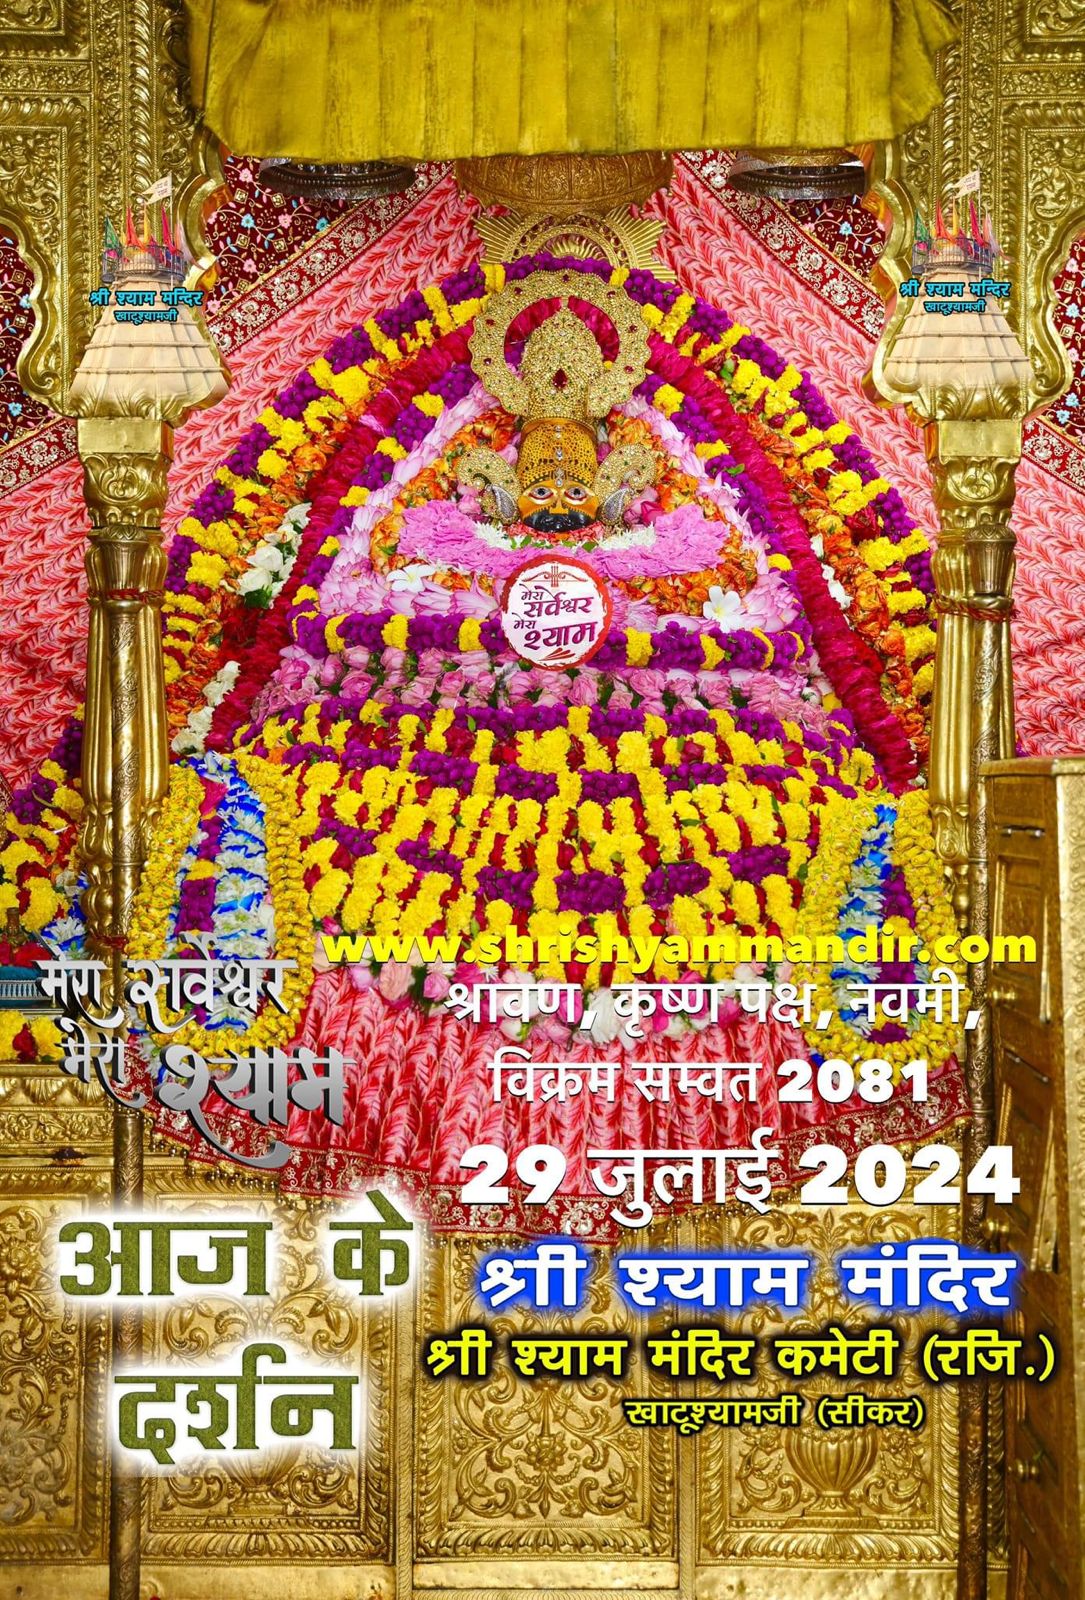 श्री श्याम मन्दिर
खाटूश्यामजी
श्री श्याम मन्दिर
खाटूश्यामजी
मेरा
सर्वेश्वर
मेरा
श्याम
www.shrishyammandir.com
श्रावण, कृष्ण पक्ष, नवमी,
विक्रम सम्वत 2081
29 जुलाई 2024
मेरा सर्वेश्वर
मेरा श्याम
आज के
दर्शन
श्री श्याम मंदिर
श्री श्याम मंदिर कमेटी (रजि.)
खाटूश्यामजी (सीकर)